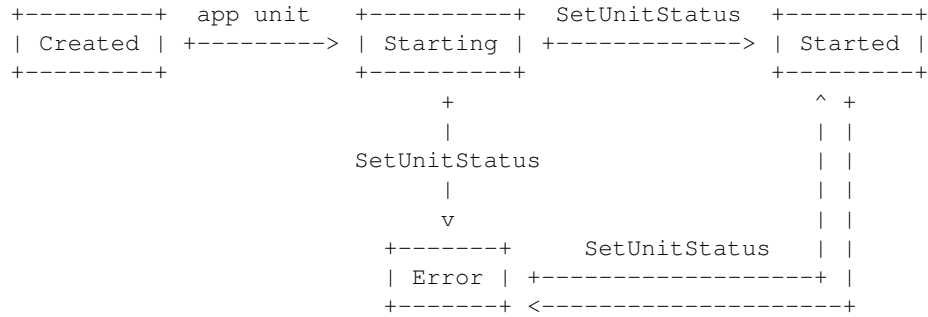 app unit SetUnitStatus
Created Starting Started
SetUnitStatus
SetUnitStatus
Error